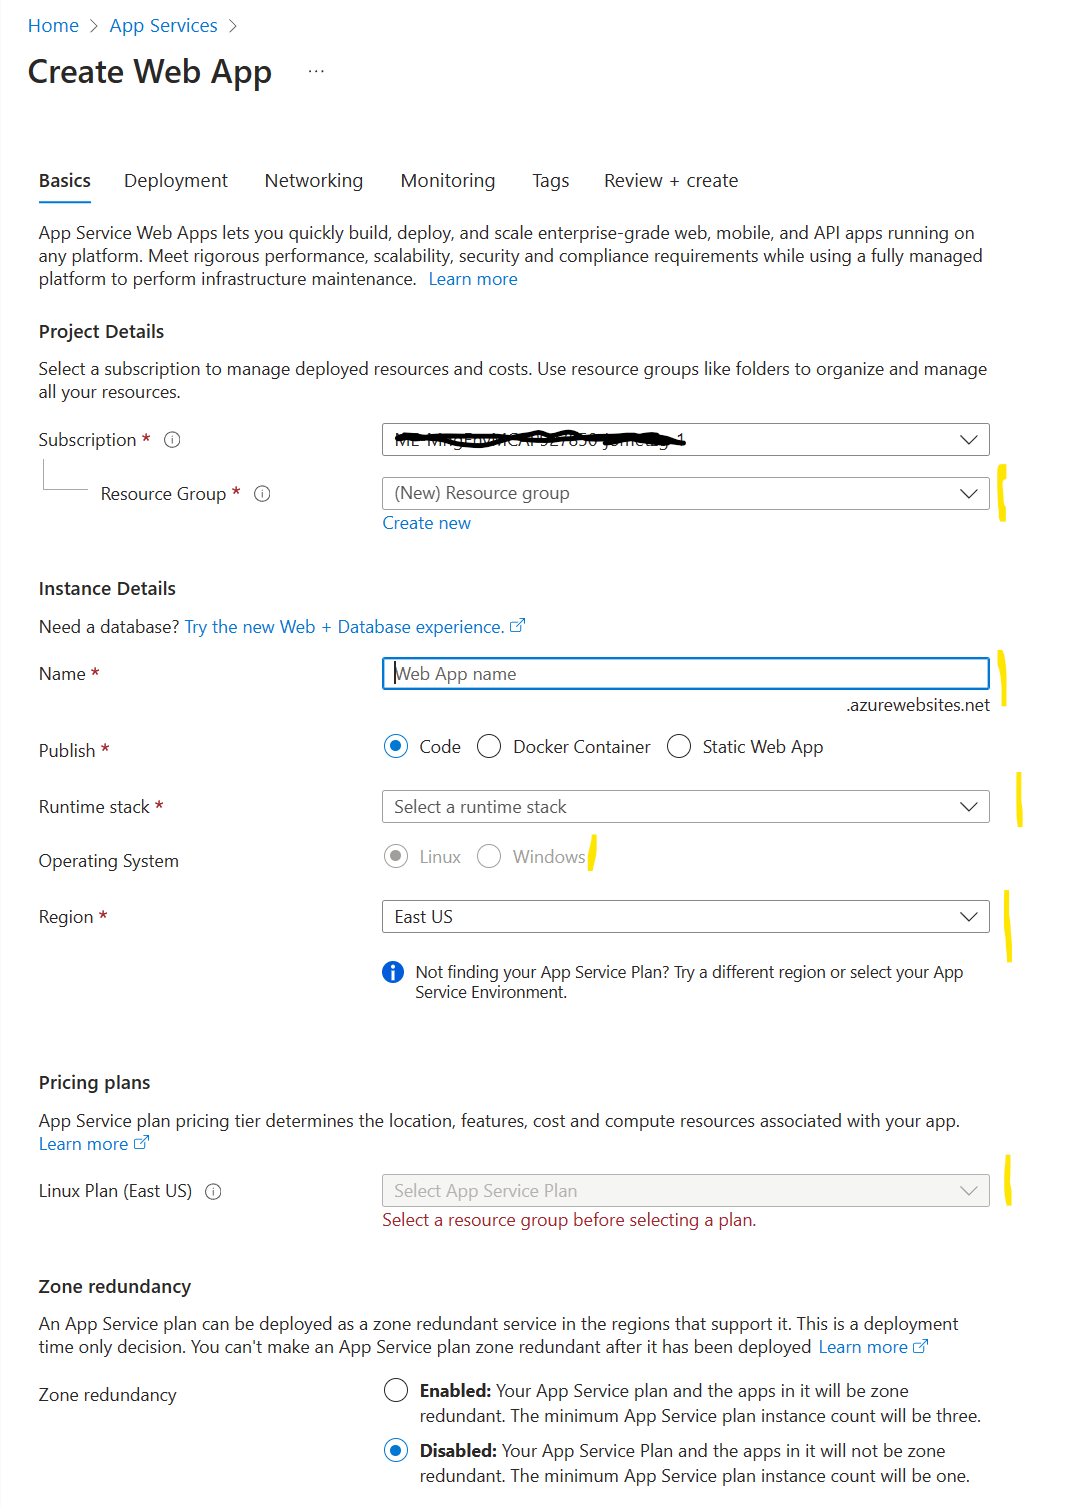 Home > App Services >
Create Web App ...
Basics Deployment Networking Monitoring Tags Review + create
App Service Web Apps lets you quickly build, deploy, and scale enterprise-grade web, mobile, and API apps running on
any platform. Meet rigorous performance, scalability, security and compliance requirements while using a fully managed
platform to perform infrastructure maintenance. Learn more
Project Details
Select a subscription to manage deployed resources and costs. Use resource groups like folders to organize and manage
all your resources.
Subscription *
Resource Group * (New) Resource group
Create new
Instance Details
Need a database? Try the new Web + Database experience.
Name * Web App name
.azurewebsites.net
Publish * Code Docker Container Static Web App
Runtime stack * Select a runtime stack
Operating System Linux Windows
Region * East US
Not finding your App Service Plan? Try a different region or select your App
Service Environment.
Pricing plans
App Service plan pricing tier determines the location, features, cost and compute resources associated with your app.
Learn more
Linux Plan (East US) Select App Service Plan
Select a resource group before selecting a plan.
Zone redundancy
An App Service plan can be deployed as a zone redundant service in the regions that support it. This is a deployment
time only decision. You can't make an App Service plan zone redundant after it has been deployed Learn more
Zone redundancy Enabled: Your App Service plan and the apps in it will be zone
redundant. The minimum App Service plan instance count will be three.
Disabled: Your App Service Plan and the apps in it will not be zone
redundant. The minimum App Service plan instance count will be one.